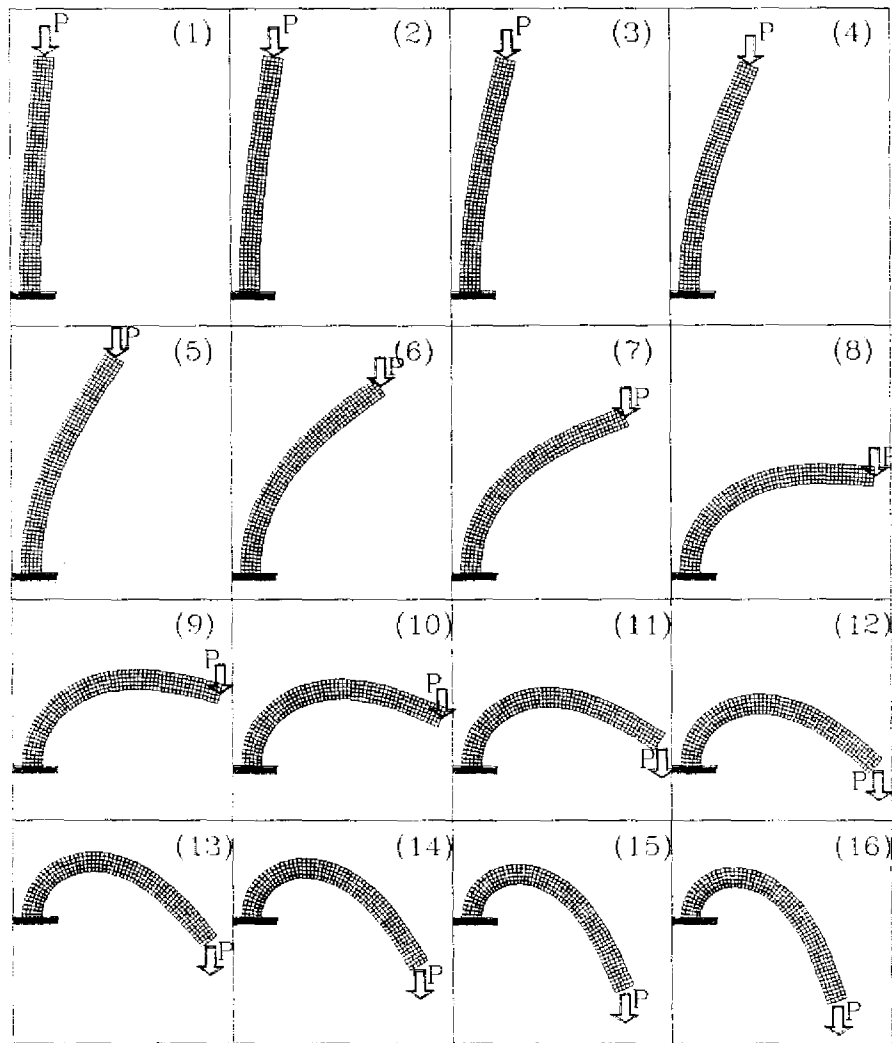 P (1) P (2) P (3) P (4)
P (5) P (6) P (7) P (8)
(9) P (10) P (11) P (12) P
(13) P (14) P (15) P (16) P